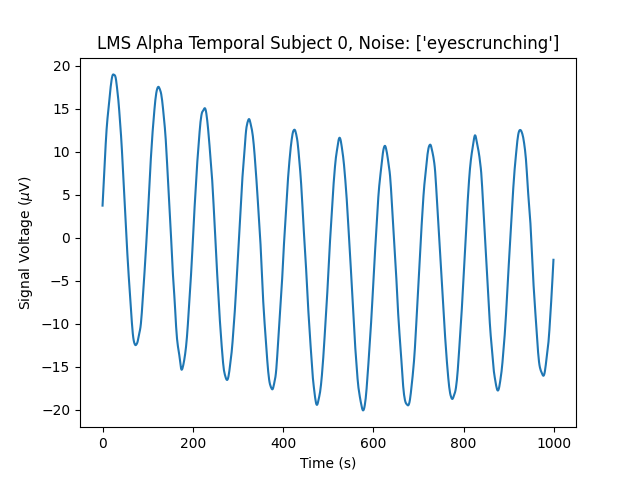 LMS Alpha Temporal Subject 0, Noise: ['eyescrunching']
20
15
10
5
0
−5
−10
−15
−20
Signal Voltage (μV)
0 200 400 600 800 1000
Time (s)